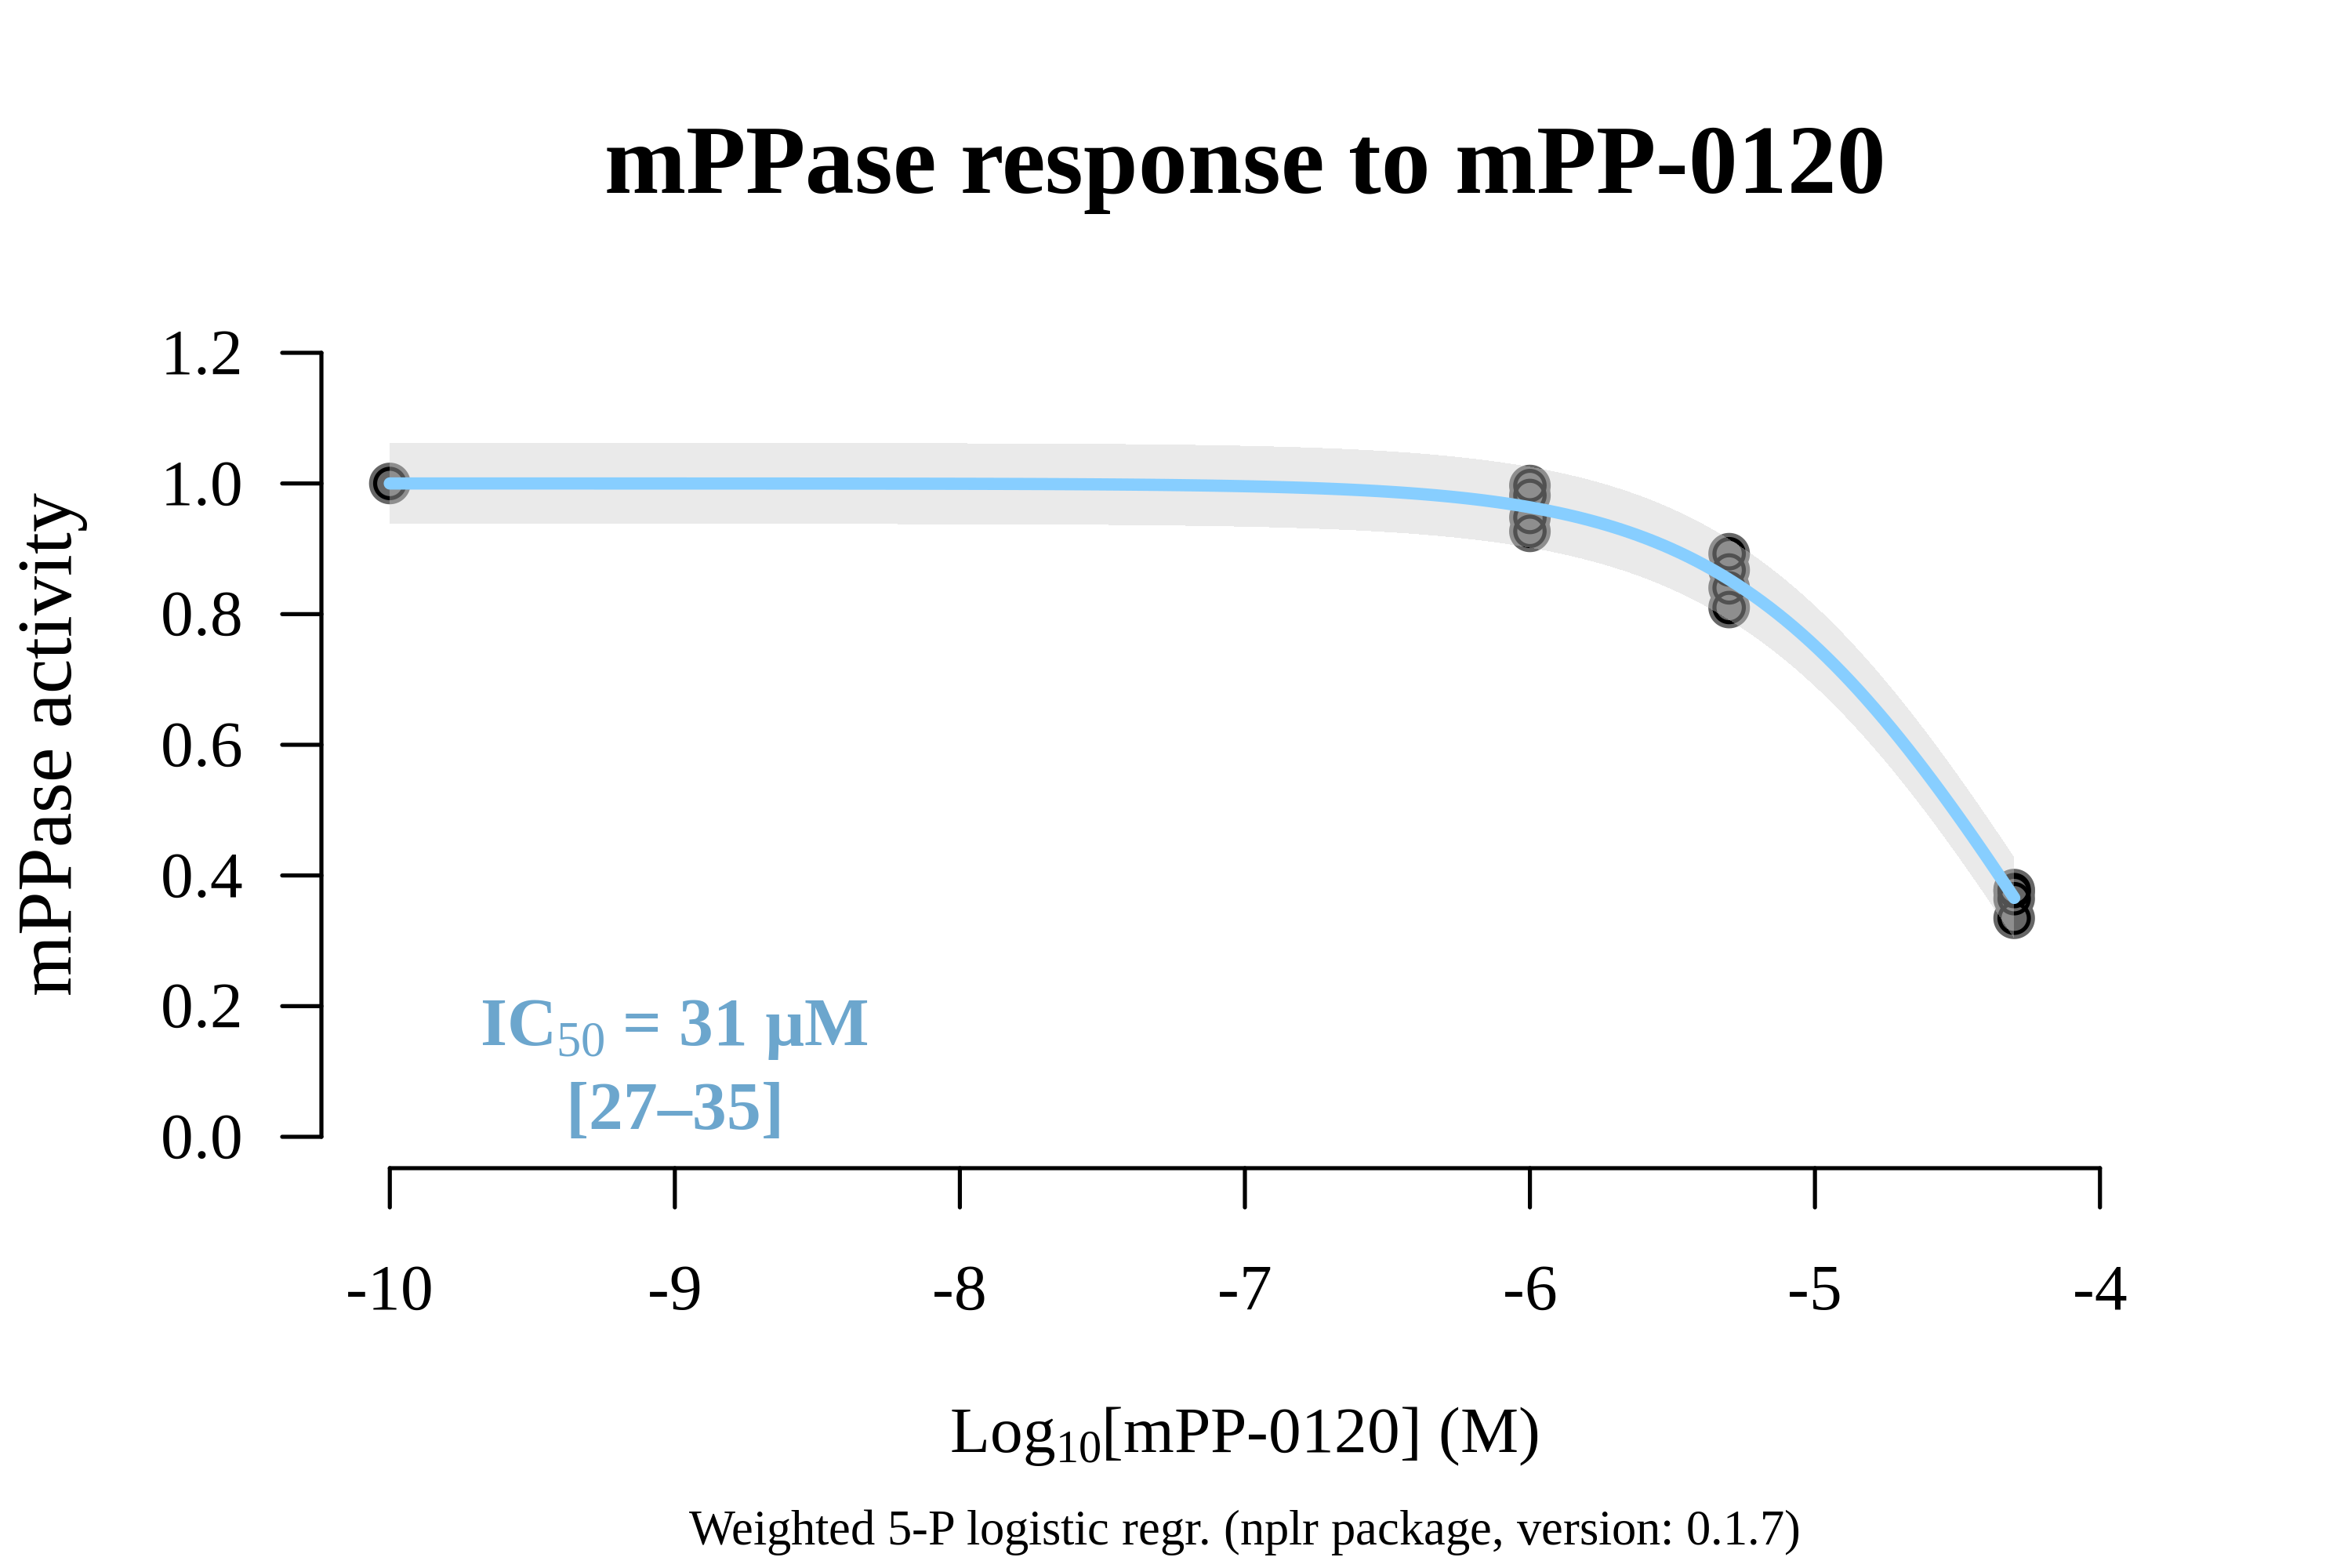 mPPase response to mPP-0120
mPPase activity
1.2
1.0
0.8
0.6
0.4
0.2
0.0
IC50 = 31 µM
[27–35]
-10 -9 -8 -7 -6 -5 -4
Log10[mPP-0120] (M)
Weighted 5-P logistic regr. (nplr package, version: 0.1.7)